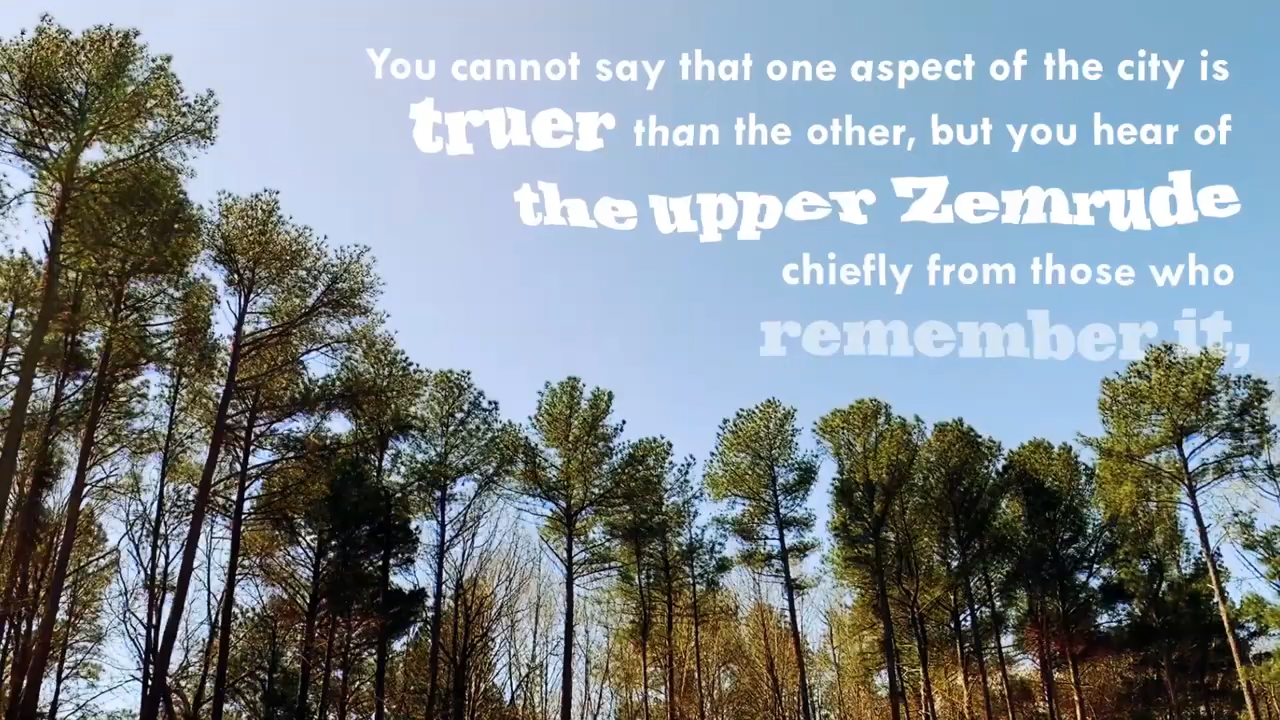 You cannot say that one aspect of the city is
truer than the other, but you hear of
the upper Zemrude
chiefly from those who
remember it,